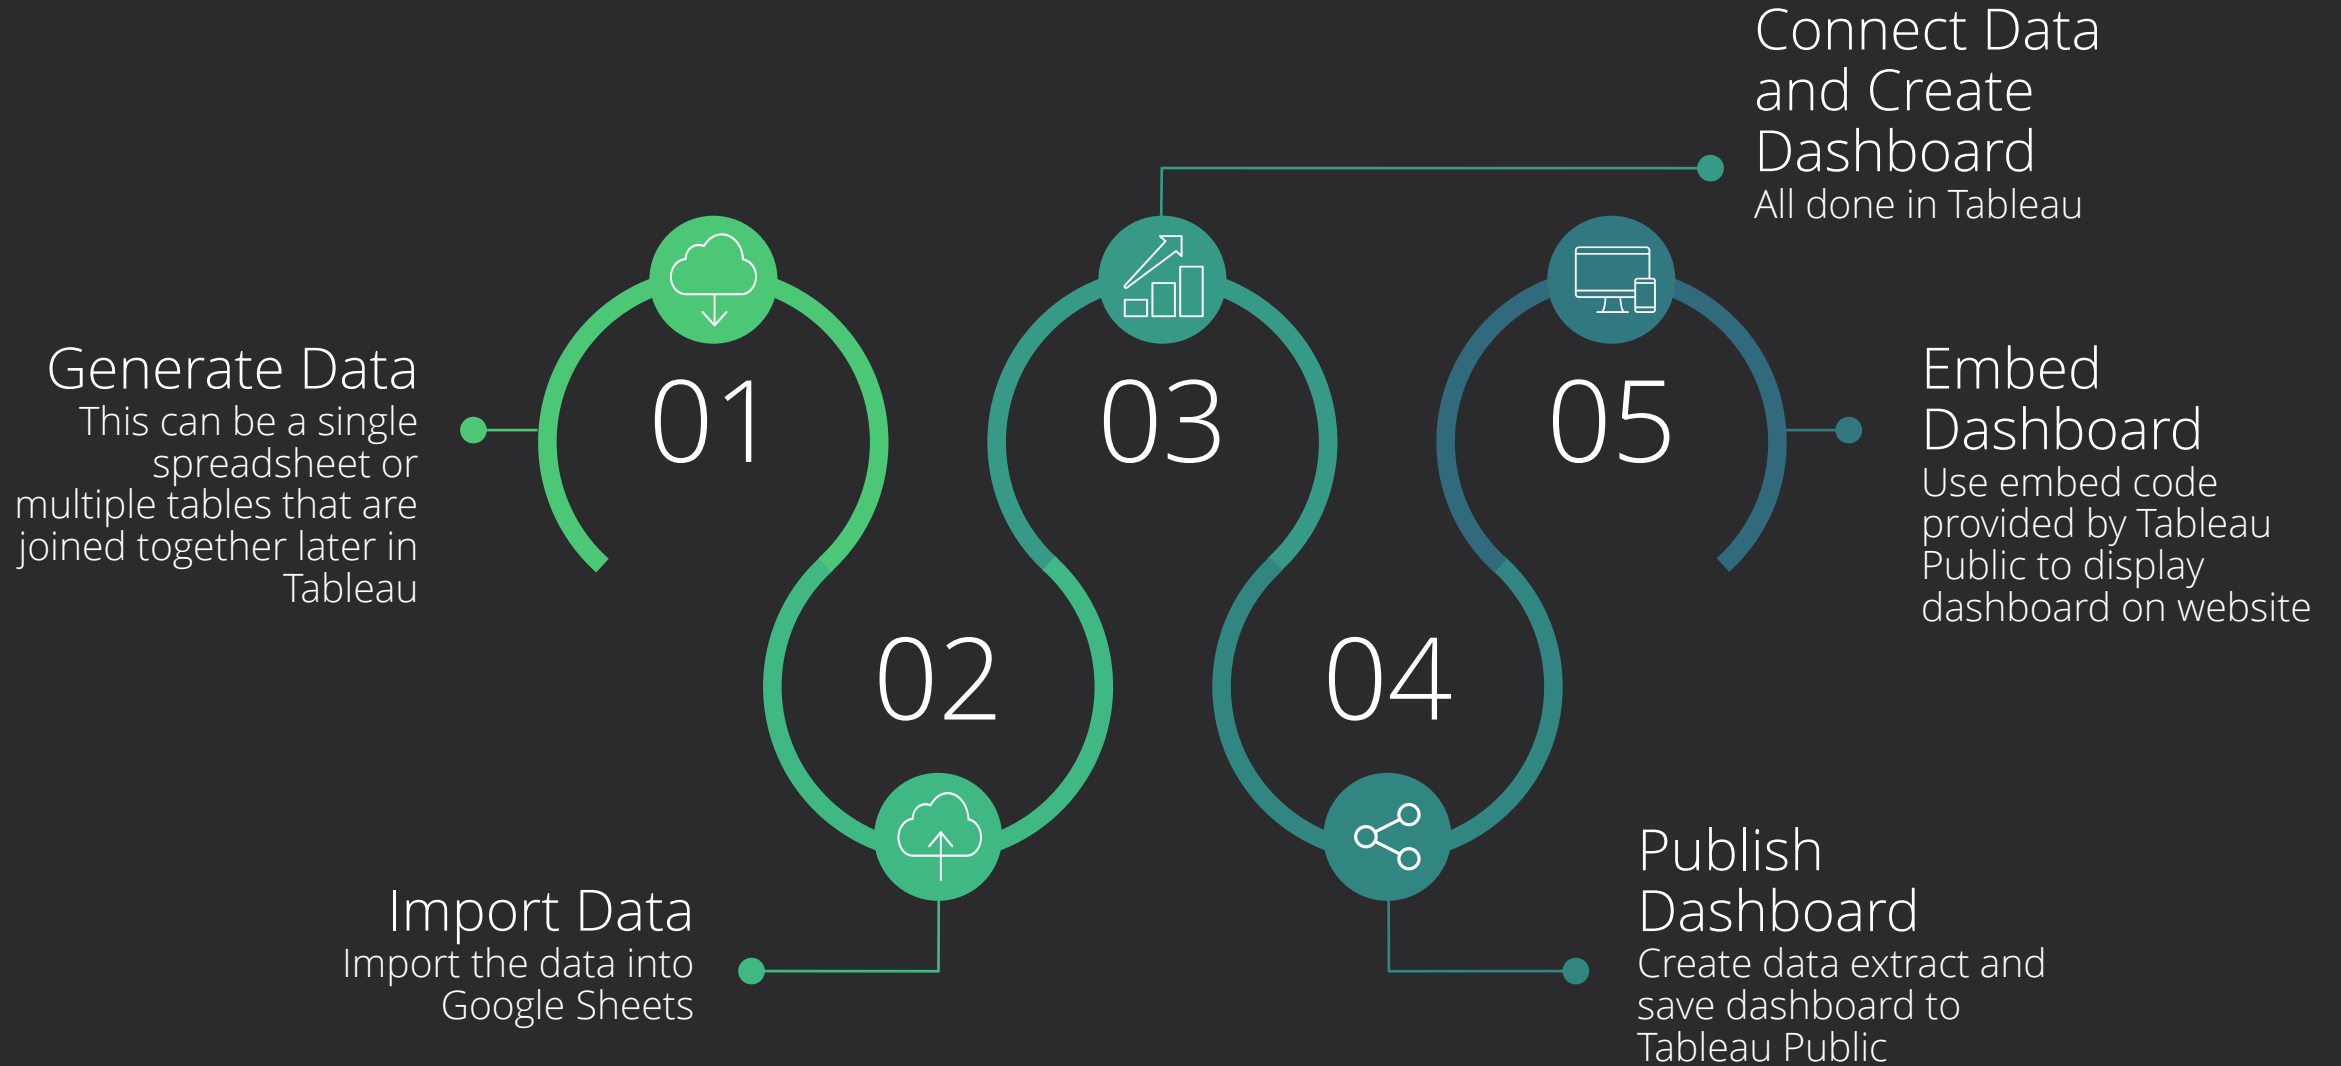 Generate Data
This can be a single
spreadsheet or
multiple tables that are
joined together later in
Tableau
01
Import Data
Import the data into
Google Sheets
02
Connect Data
and Create
Dashboard
All done in Tableau
03
Publish
Dashboard
Create data extract and
save dashboard to
Tableau Public
04
Embed
Dashboard
Use embed code
provided by Tableau
Public to display
dashboard on website
05